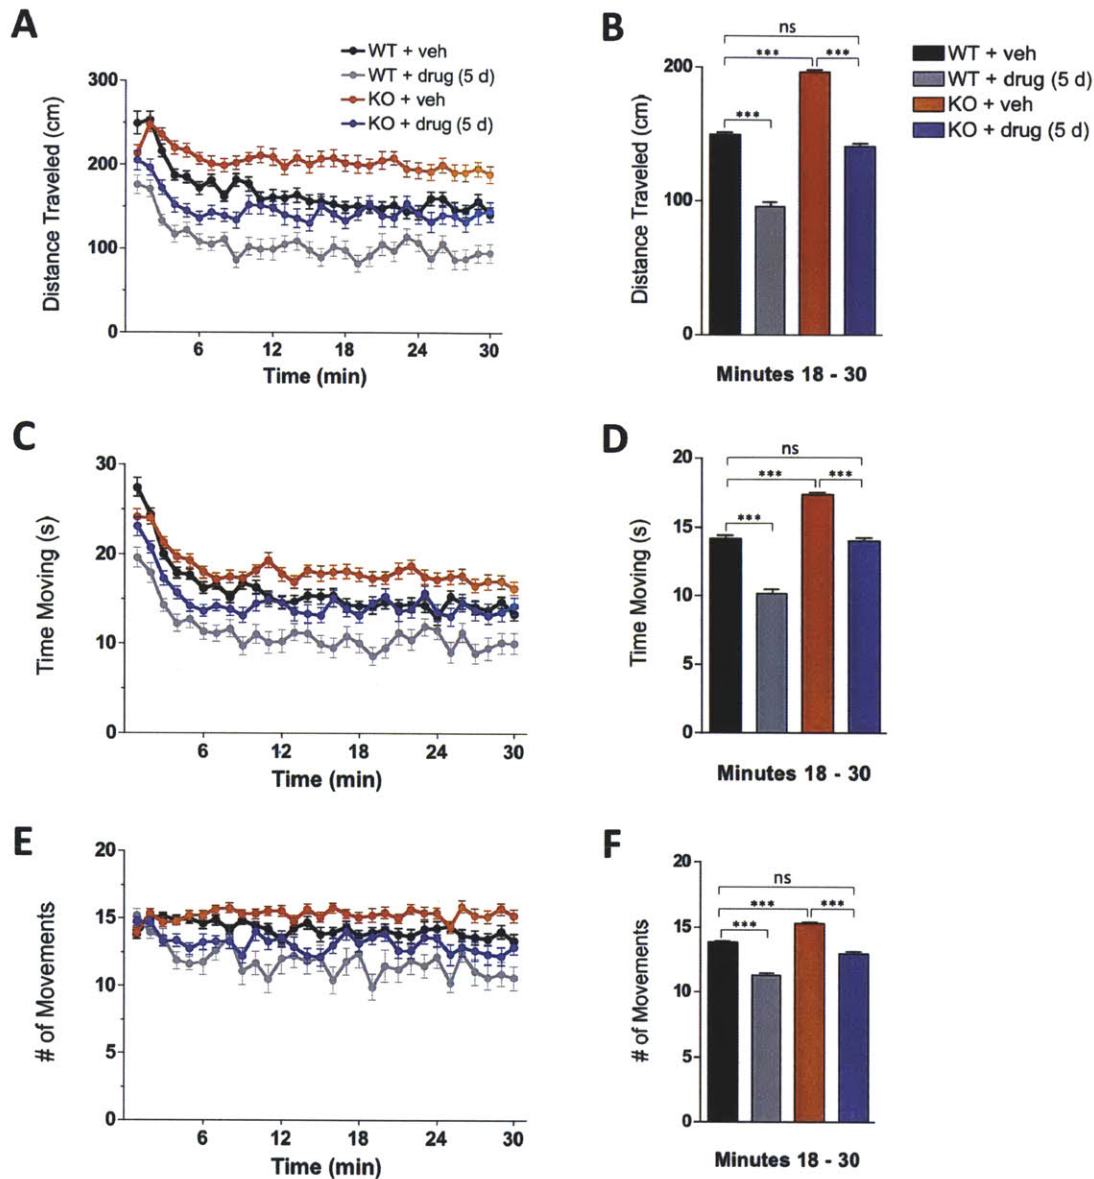 A
WT + veh
WT + drug (5 d)
KO + veh
KO + drug (5 d)
300
200
100
0
Distance Traveled (cm)
6 12 18 24 30
Time (min)
B
ns
*** ***
***
200
100
0
Distance Traveled (cm)
Minutes 18 - 30
WT + veh
WT + drug (5 d)
KO + veh
KO + drug (5 d)
C
30
20
10
0
Time Moving (s)
6 12 18 24 30
Time (min)
D
ns
*** ***
***
20
15
10
5
0
Time Moving (s)
Minutes 18 - 30
E
20
15
10
5
0
# of Movements
6 12 18 24 30
Time (min)
F
ns
*** ***
***
20
15
10
5
0
# of Movements
Minutes 18 - 30